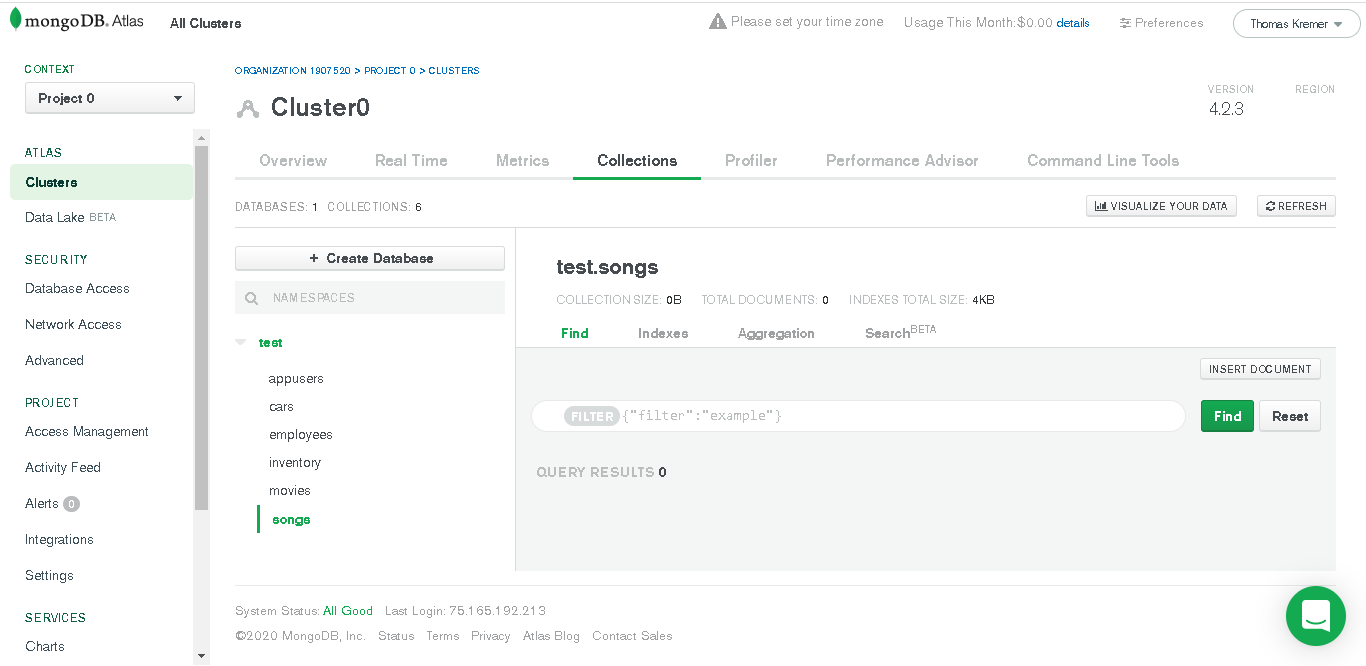 mongoDB. Atlas
All Clusters
Please set your time zone
Usage This Month:$0.00 details
Preferences
Thomas Kremer
CONTEXT
Project 0
ATLAS
Clusters
Data Lake BETA
SECURITY
Database Access
Network Access
Advanced
PROJECT
Access Management
Activity Feed
Alerts 0
Integrations
Settings
SERVICES
Charts
ORGANIZATION 1907520 > PROJECT 0 > CLUSTERS
Cluster0
VERSION
4.2.3
REGION
Overview
Real Time
Metrics
Collections
Profiler
Performance Advisor
Command Line Tools
DATABASES: 1 COLLECTIONS: 6
VISUALIZE YOUR DATA
REFRESH
+ Create Database
NAMESPACES
test
appusers
cars
employees
inventory
movies
songs
test.songs
COLLECTION SIZE: 0B TOTAL DOCUMENTS: 0 INDEXES TOTAL SIZE: 4KB
Find
Indexes
Aggregation
Search BETA
INSERT DOCUMENT
FILTER {"filter":"example"}
Find
Reset
QUERY RESULTS 0
System Status: All Good Last Login: 75.165.192.213
©2020 MongoDB, Inc. Status Terms Privacy Atlas Blog Contact Sales